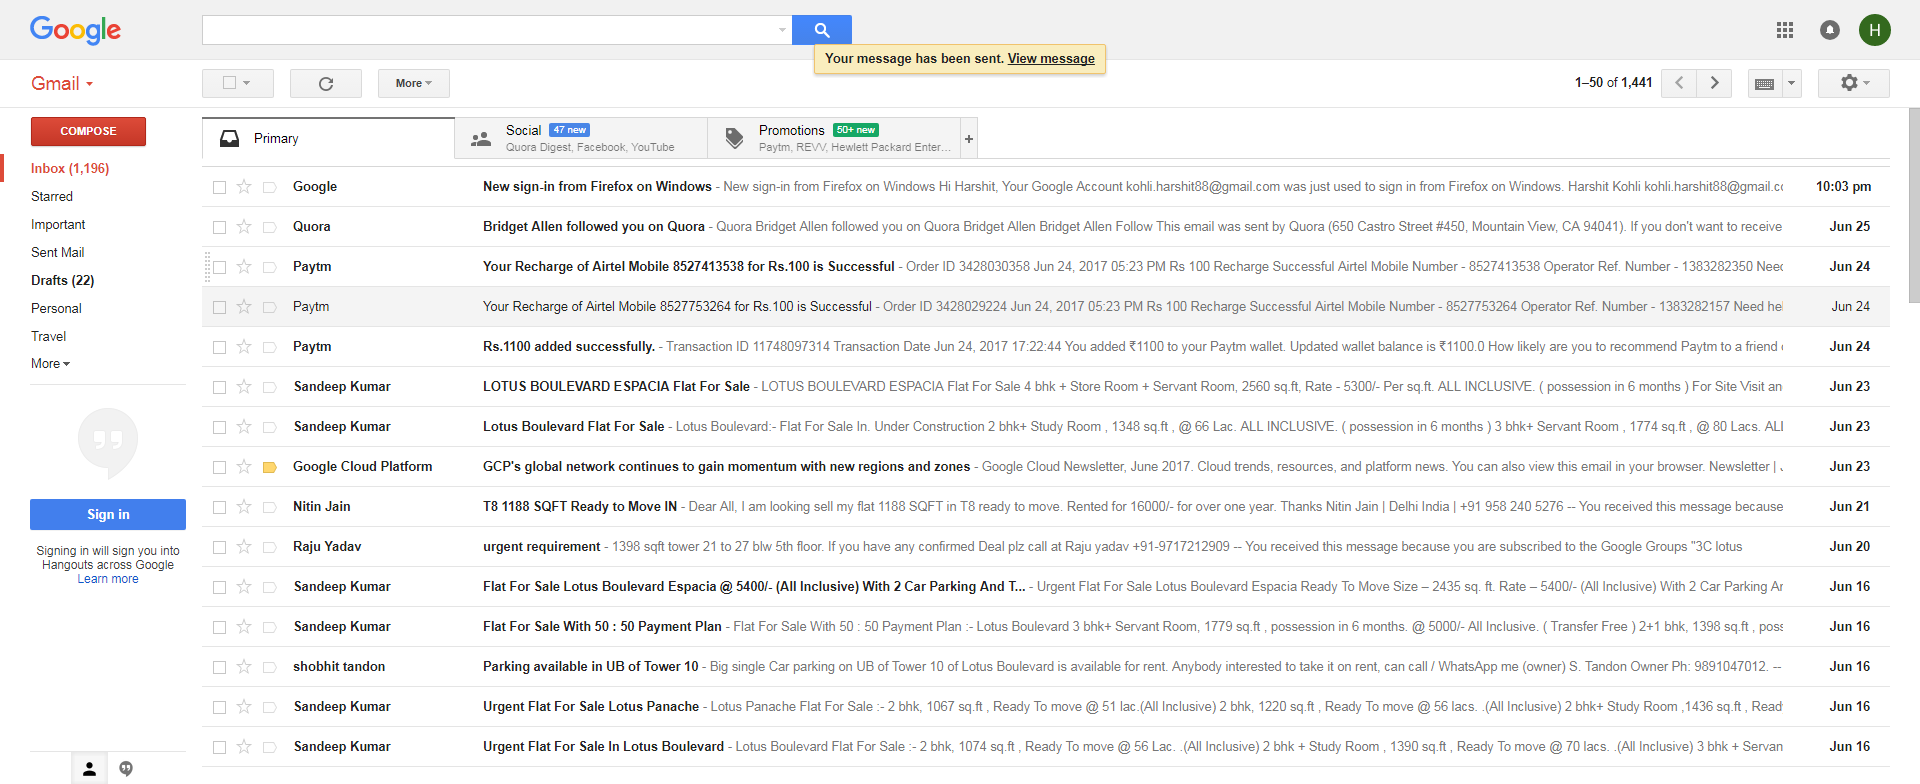 Google
Your message has been sent. View message
H
Gmail
More
1–50 of 1,441
COMPOSE
Primary
Social 47 new
Quora Digest, Facebook, YouTube
Promotions 50+ new
Paytm, REVV, Hewlett Packard Enter...
+
Inbox (1,196)
Starred
Important
Sent Mail
Drafts (22)
Personal
Travel
More
Sign in
Signing in will sign you into
Hangouts across Google
Learn more
Google New sign-in from Firefox on Windows - New sign-in from Firefox on Windows Hi Harshit, Your Google Account kohli.harshit88@gmail.com was just used to sign in from Firefox on Windows. Harshit Kohli kohli.harshit88@gmail.cc 10:03 pm
Quora Bridget Allen followed you on Quora - Quora Bridget Allen followed you on Quora Bridget Allen Bridget Allen Follow This email was sent by Quora (650 Castro Street #450, Mountain View, CA 94041). If you don't want to receive Jun 25
Paytm Your Recharge of Airtel Mobile 8527413538 for Rs.100 is Successful - Order ID 3428030358 Jun 24, 2017 05:23 PM Rs 100 Recharge Successful Airtel Mobile Number - 8527413538 Operator Ref. Number - 1383282350 Need Jun 24
Paytm Your Recharge of Airtel Mobile 8527753264 for Rs.100 is Successful - Order ID 3428029224 Jun 24, 2017 05:23 PM Rs 100 Recharge Successful Airtel Mobile Number - 8527753264 Operator Ref. Number - 1383282157 Need hel Jun 24
Paytm Rs.1100 added successfully. - Transaction ID 11748097314 Transaction Date Jun 24, 2017 17:22:44 You added ₹1100 to your Paytm wallet. Updated wallet balance is ₹1100.0 How likely are you to recommend Paytm to a friend Jun 24
Sandeep Kumar LOTUS BOULEVARD ESPACIA Flat For Sale - LOTUS BOULEVARD ESPACIA Flat For Sale 4 bhk + Store Room + Servant Room, 2560 sq.ft, Rate - 5300/- Per sq.ft. ALL INCLUSIVE. ( possession in 6 months ) For Site Visit an Jun 23
Sandeep Kumar Lotus Boulevard Flat For Sale - Lotus Boulevard:- Flat For Sale In. Under Construction 2 bhk+ Study Room , 1348 sq.ft , @ 66 Lac. ALL INCLUSIVE. ( possession in 6 months ) 3 bhk+ Servant Room , 1774 sq.ft , @ 80 Lacs. ALI Jun 23
Google Cloud Platform GCP's global network continues to gain momentum with new regions and zones - Google Cloud Newsletter, June 2017. Cloud trends, resources, and platform news. You can also view this email in your browser. Newsletter | Jun 23
Nitin Jain T8 1188 SQFT Ready to Move IN - Dear All, I am looking sell my flat 1188 SQFT in T8 ready to move. Rented for 16000/- for over one year. Thanks Nitin Jain | Delhi India | +91 958 240 5276 -- You received this message because Jun 21
Raju Yadav urgent requirement - 1398 sqft tower 21 to 27 blw 5th floor. If you have any confirmed Deal plz call at Raju yadav +91-9717212909 -- You received this message because you are subscribed to the Google Groups "3C lotus Jun 20
Sandeep Kumar Flat For Sale Lotus Boulevard Espacia @ 5400/- (All Inclusive) With 2 Car Parking And T... - Urgent Flat For Sale Lotus Boulevard Espacia Ready To Move Size – 2435 sq. ft. Rate – 5400/- (All Inclusive) With 2 Car Parking Ar Jun 16
Sandeep Kumar Flat For Sale With 50 : 50 Payment Plan - Flat For Sale With 50 : 50 Payment Plan :- Lotus Boulevard 3 bhk+ Servant Room, 1779 sq.ft , possession in 6 months. @ 5000/- All Inclusive. ( Transfer Free ) 2+1 bhk, 1398 sq.ft , poss Jun 16
shobhit tandon Parking available in UB of Tower 10 - Big single Car parking on UB of Tower 10 of Lotus Boulevard is available for rent. Anybody interested to take it on rent, can call / WhatsApp me (owner) S. Tandon Owner Ph: 9891047012. -- Jun 16
Sandeep Kumar Urgent Flat For Sale Lotus Panache - Lotus Panache Flat For Sale :- 2 bhk, 1067 sq.ft , Ready To move @ 51 lac.(All Inclusive) 2 bhk, 1220 sq.ft , Ready To move @ 56 lacs. .(All Inclusive) 2 bhk+ Study Room ,1436 sq.ft , Read Jun 16
Sandeep Kumar Urgent Flat For Sale In Lotus Boulevard - Lotus Boulevard Flat For Sale :- 2 bhk, 1074 sq.ft , Ready To move @ 56 Lac. .(All Inclusive) 2 bhk + Study Room , 1390 sq.ft , Ready To move @ 70 lacs. .(All Inclusive) 3 bhk + Servan Jun 16